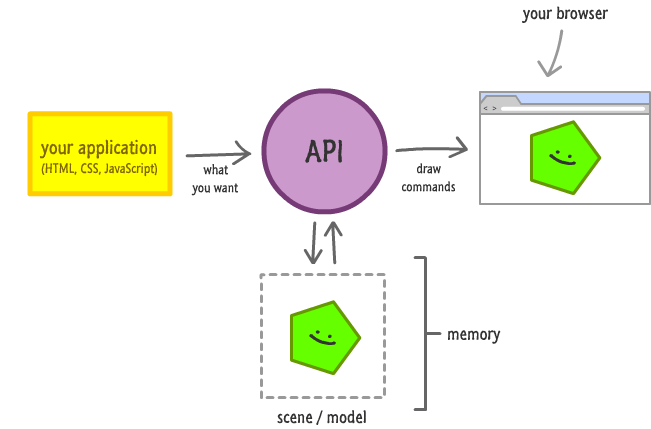 your browser
your application
(HTML, CSS, JavaScript)
what
you want
API
draw
commands
< >
memory
scene / model